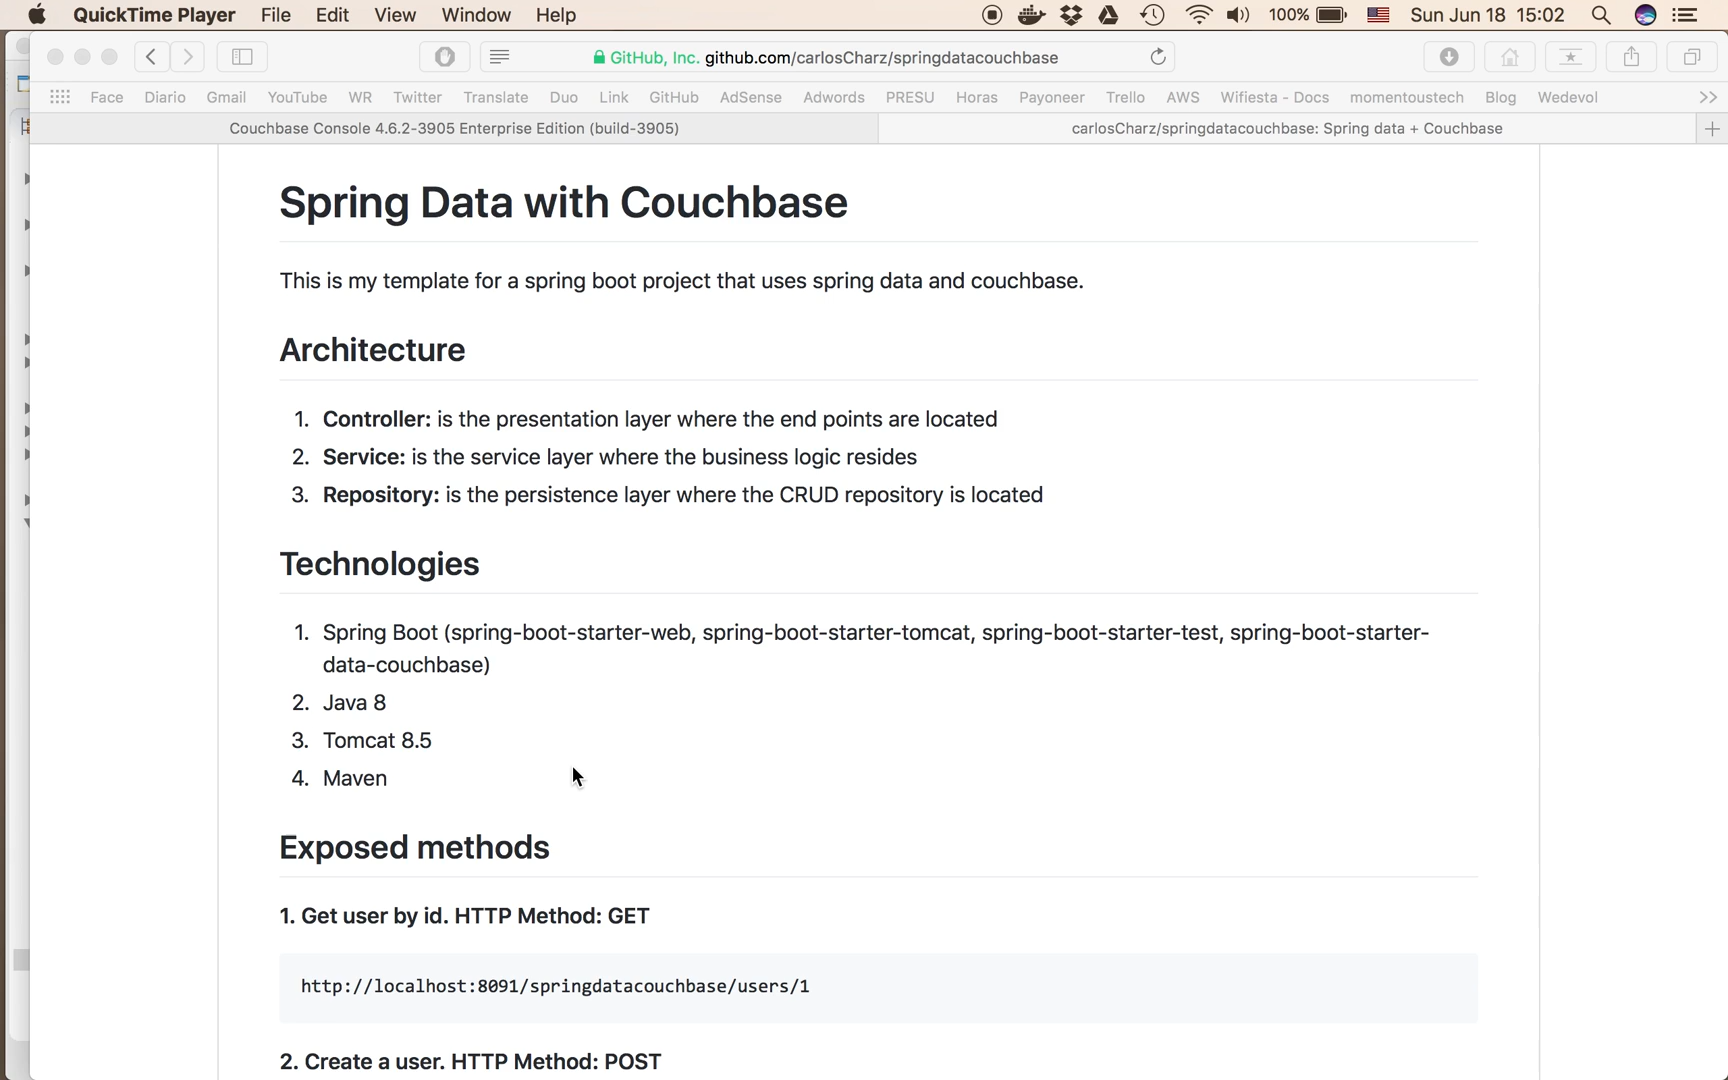 QuickTime Player File Edit View Window Help 100% Sun Jun 18 15:02
GitHub, Inc. github.com/carlosCharz/springdatacouchbase
Face Diario Gmail YouTube WR Twitter Translate Duo Link GitHub AdSense Adwords PRESU Horas Payoneer Trello AWS Wifiesta - Docs momentoustech Blog Wedevol >>
Couchbase Console 4.6.2-3905 Enterprise Edition (build-3905) carlosCharz/springdatacouchbase: Spring data + Couchbase +
Spring Data with Couchbase
This is my template for a spring boot project that uses spring data and couchbase.
Architecture
1. Controller: is the presentation layer where the end points are located
2. Service: is the service layer where the business logic resides
3. Repository: is the persistence layer where the CRUD repository is located
Technologies
1. Spring Boot (spring-boot-starter-web, spring-boot-starter-tomcat, spring-boot-starter-test, spring-boot-starter-
data-couchbase)
2. Java 8
3. Tomcat 8.5
4. Maven
Exposed methods
1. Get user by id. HTTP Method: GET
http://localhost:8091/springdatacouchbase/users/1
2. Create a user. HTTP Method: POST